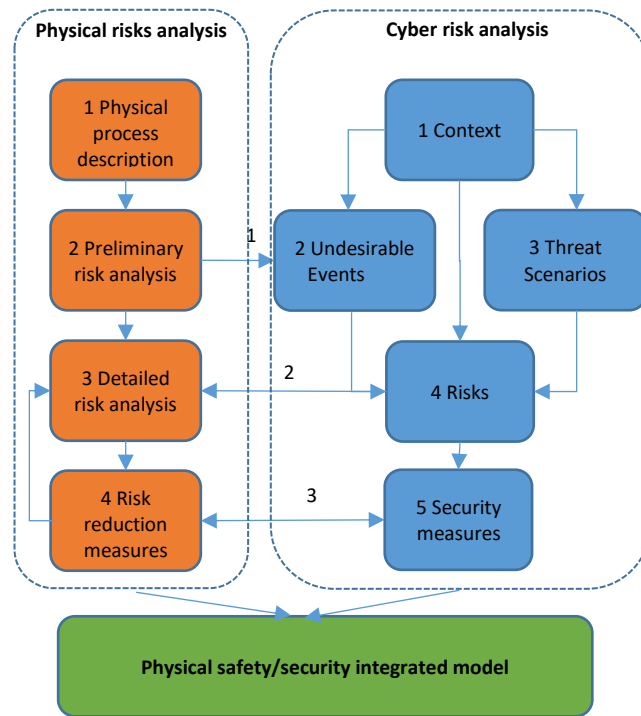 Physical risks analysis
1 Physical
process
description
2 Preliminary
risk analysis
3 Detailed
risk analysis
4 Risk
reduction
measures
1
2
3
Cyber risk analysis
1 Context
2 Undesirable
Events
3 Threat
Scenarios
4 Risks
5 Security
measures
Physical safety/security integrated model